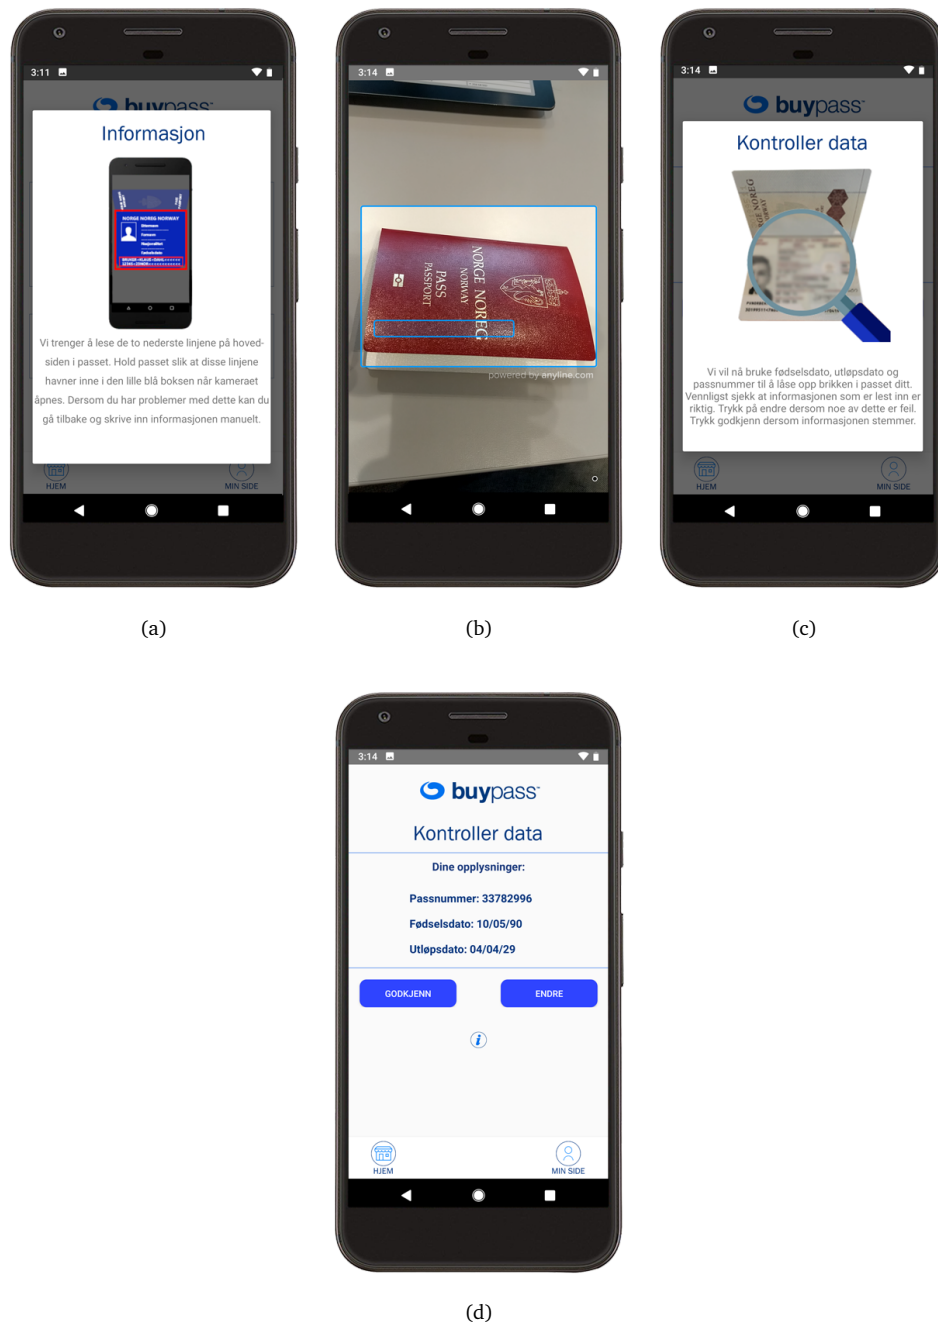 3:11
buypass
Informasjon
NORGE NOREG NORWAY
Vi trenger å lese de to nederste linjene på hoved-
siden i passet. Hold passet slik at disse linjene
havner inne i den lille blå boksen når kameraet
åpnes. Dersom du har problemer med dette kan du
gå tilbake og skrive inn informasjonen manuelt.
HJEM
MIN SIDE
(a)
3:14
NORGE NOREG
NORWAY
PASS
PASSPORT
powered by anyline.com
(b)
3:14
buypass
Kontroller data
Vi vil nå bruke fødselsdato, utløpsdato og
passnummer til å låse opp brikken i passet ditt.
Vennligst sjekk at informasjonen som er lest inn er
riktig. Trykk på endre dersom noe av dette er feil.
Trykk godkjenn dersom informasjonen stemmer.
HJEM
MIN SIDE
(c)
3:14
buypass
Kontroller data
Dine opplysninger:
Passnummer: 33782996
Fødselsdato: 10/05/90
Utløpsdato: 04/04/29
GODKJENN
ENDRE
i
HJEM
MIN SIDE
(d)